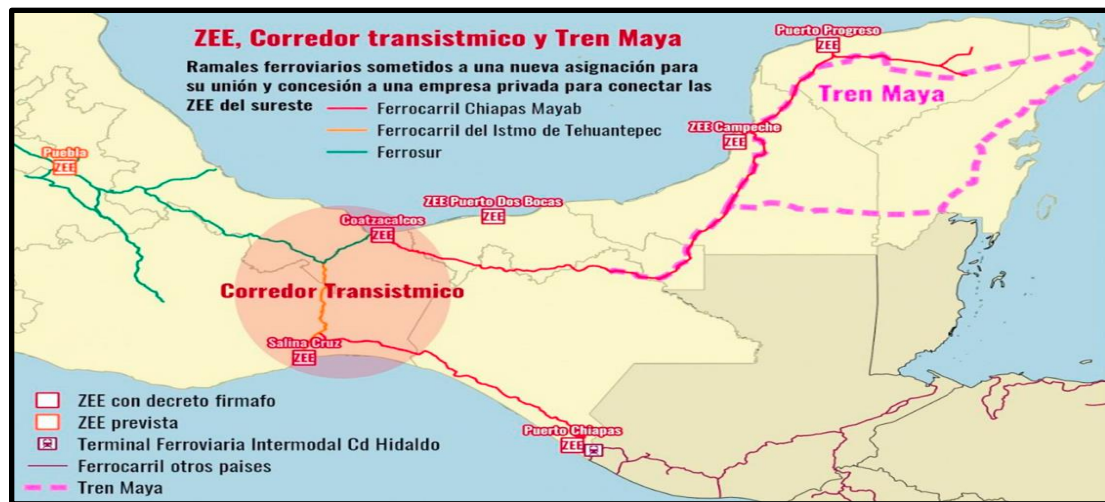 ZEE, Corredor transístmico y Tren Maya
Ramales ferroviarios sometidos a una nueva asignación para
su unión y concesión a una empresa privada para conectar las
ZEE del sureste
Ferrocarril Chiapas Mayab
Ferrocarril del Istmo de Tehuantepec
Ferrosur
Puerto Progreso
ZEE
Tren Maya
ZEE Campeche
ZEE
Puebla
ZEE
ZEE Puerto Dos Bocas
ZEE
Coatzacalcos
ZEE
Corredor Transístmico
Salina Cruz
ZEE
Puerto Chiapas
ZEE
ZEE con decreto firmafo
ZEE prevista
Terminal Ferroviaria Intermodal Cd Hidaldo
Ferrocarril otros paises
Tren Maya